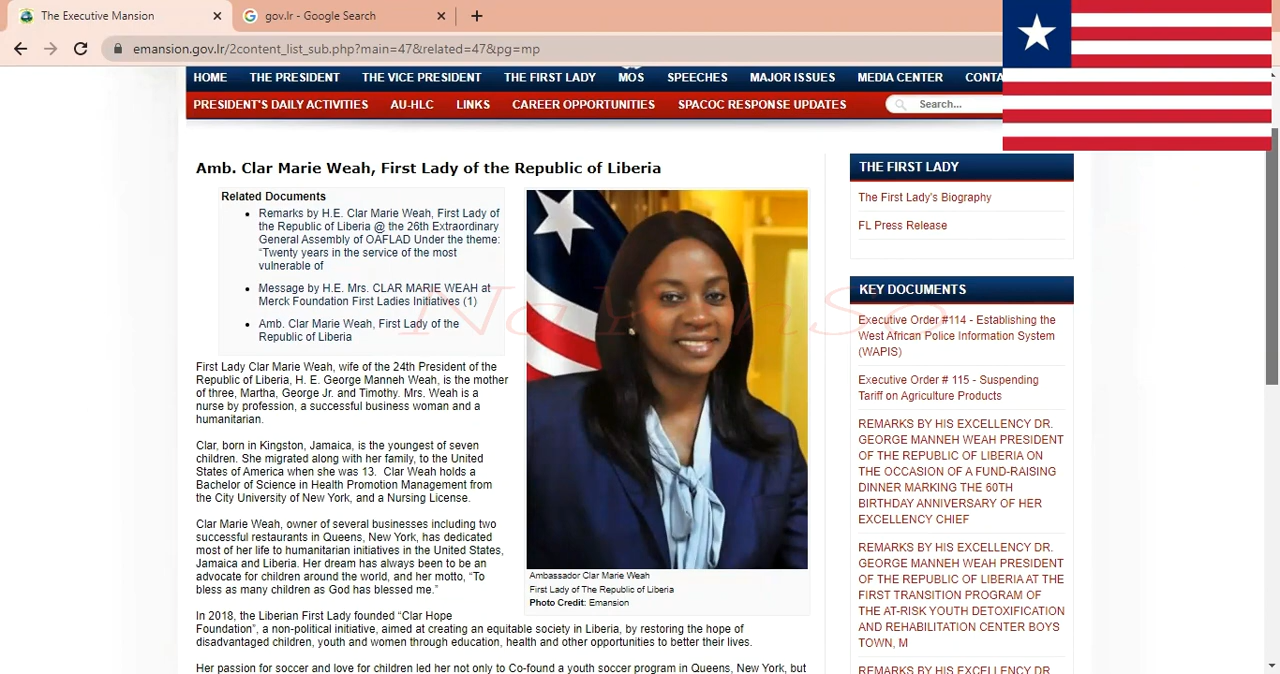 The Executive Mansion
gov.lr - Google Search
emansion.gov.lr/2content_list_sub.php?main=47&related=47&pg=mp
HOME THE PRESIDENT THE VICE PRESIDENT THE FIRST LADY MOS SPEECHES MAJOR ISSUES MEDIA CENTER CONTA
PRESIDENT'S DAILY ACTIVITIES AU-HLC LINKS CAREER OPPORTUNITIES SPACOC RESPONSE UPDATES Search...
Amb. Clar Marie Weah, First Lady of the Republic of Liberia
Related Documents
Remarks by H.E. Clar Marie Weah, First Lady of
the Republic of Liberia @ the 26th Extraordinary
General Assembly of OAFLAD Under the theme:
“Twenty years in the service of the most
vulnerable of
Message by H.E. Mrs. CLAR MARIE WEAH at
Merck Foundation First Ladies Initiatives (1)
Amb. Clar Marie Weah, First Lady of the
Republic of Liberia
First Lady Clar Marie Weah, wife of the 24th President of the
Republic of Liberia, H. E. George Manneh Weah, is the mother
of three, Martha, George Jr. and Timothy. Mrs. Weah is a
nurse by profession, a successful business woman and a
humanitarian.
Clar, born in Kingston, Jamaica, is the youngest of seven
children. She migrated along with her family, to the United
States of America when she was 13. Clar Weah holds a
Bachelor of Science in Health Promotion Management from
the City University of New York, and a Nursing License.
Clar Marie Weah, owner of several businesses including two
successful restaurants in Queens, New York, has dedicated
most of her life to humanitarian initiatives in the United States,
Jamaica and Liberia. Her dream has always been to be an
advocate for children around the world, and her motto, “To
bless as many children as God has blessed me.”
In 2018, the Liberian First Lady founded “Clar Hope
Foundation”, a non-political initiative, aimed at creating an equitable society in Liberia, by restoring the hope of
disadvantaged children, youth and women through education, health and other opportunities to better their lives.
Her passion for soccer and love for children led her not only to Co-found a youth soccer program in Queens, New York, but
Ambassador Clar Marie Weah
First Lady of The Republic of Liberia
Photo Credit: Emansion
THE FIRST LADY
The First Lady's Biography
FL Press Release
KEY DOCUMENTS
Executive Order #114 - Establishing the
West African Police Information System
(WAPIS)
Executive Order # 115 - Suspending
Tariff on Agriculture Products
REMARKS BY HIS EXCELLENCY DR.
GEORGE MANNEH WEAH PRESIDENT
OF THE REPUBLIC OF LIBERIA ON
THE OCCASION OF A FUND-RAISING
DINNER MARKING THE 60TH
BIRTHDAY ANNIVERSARY OF HER
EXCELLENCY CHIEF
REMARKS BY HIS EXCELLENCY DR.
GEORGE MANNEH WEAH PRESIDENT
OF THE REPUBLIC OF LIBERIA AT THE
FIRST TRANSITION PROGRAM OF
THE AT-RISK YOUTH DETOXIFICATION
AND REHABILITATION CENTER BOYS
TOWN, M
REMARKS BY HIS EXCELLENCY DR.